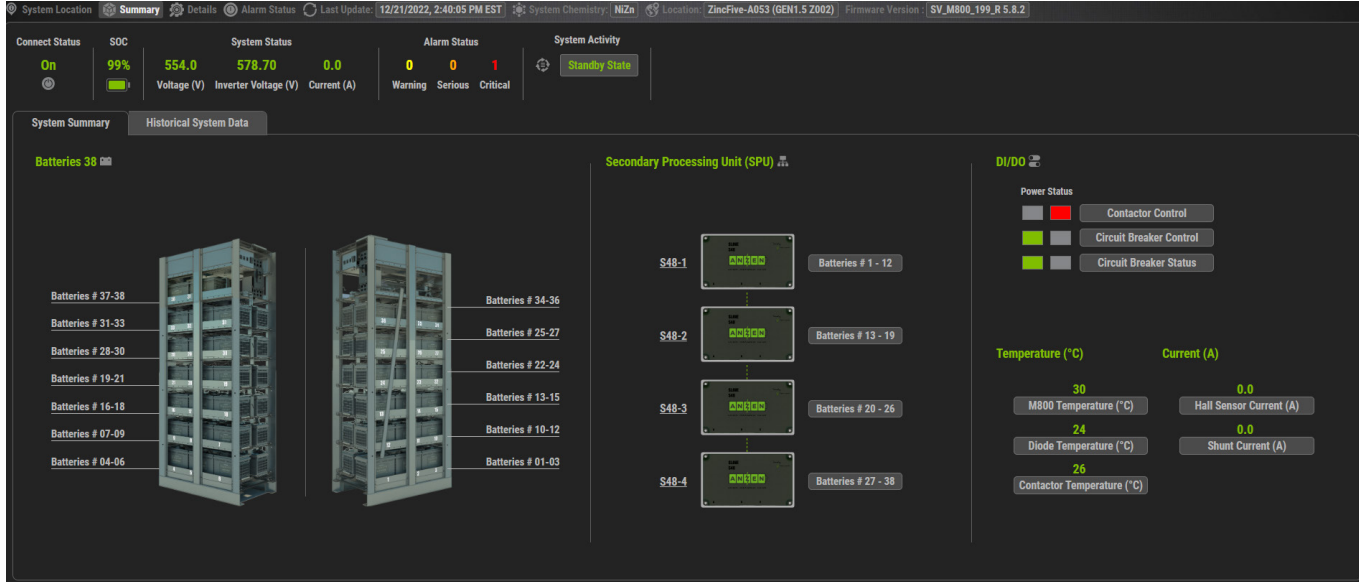 System Location Summary Details Alarm Status Last Update: 12/21/2022, 2:40:05 PM EST System Chemistry: NiZn Location: ZincFive-A053 (GEN1.5 Z002) Firmware Version : SV_M800_199_R 5.8.2
Connect Status SOC System Status Alarm Status System Activity
On 99% 554.0 578.70 0.0 0 0 1 Standby State
Voltage (V) Inverter Voltage (V) Current (A) Warning Serious Critical
System Summary Historical System Data
Batteries 38
Batteries # 37-38
Batteries # 31-33
Batteries # 28-30
Batteries # 19-21
Batteries # 16-18
Batteries # 07-09
Batteries # 04-06
Batteries # 34-36
Batteries # 25-27
Batteries # 22-24
Batteries # 13-15
Batteries # 10-12
Batteries # 01-03
Secondary Processing Unit (SPU)
S48-1 ANZEN Batteries # 1 - 12
S48-2 ANZEN Batteries # 13 - 19
S48-3 ANZEN Batteries # 20 - 26
S48-4 ANZEN Batteries # 27 - 38
DI/DO
Power Status
Contactor Control
Circuit Breaker Control
Circuit Breaker Status
Temperature (°C) Current (A)
30 0.0
M800 Temperature (°C) Hall Sensor Current (A)
24 0.0
Diode Temperature (°C) Shunt Current (A)
26
Contactor Temperature (°C)